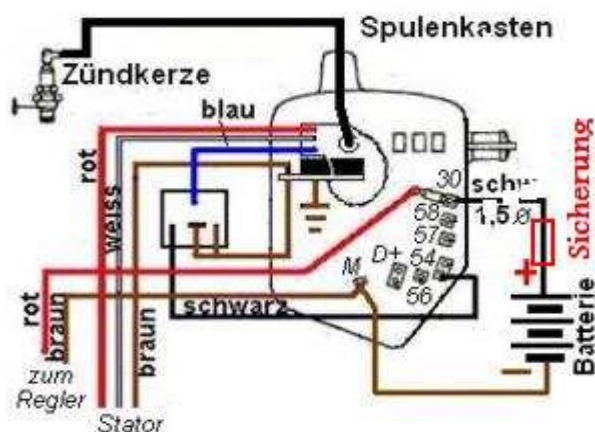 Spulenkasten
Zündkerze
blau
rot
weiss
braun
schwarz
30
58
57
54
56
D+
M
1,5 Ø
Sicherung
+
Batterie
−
rot
braun
zum
Regler
Stator